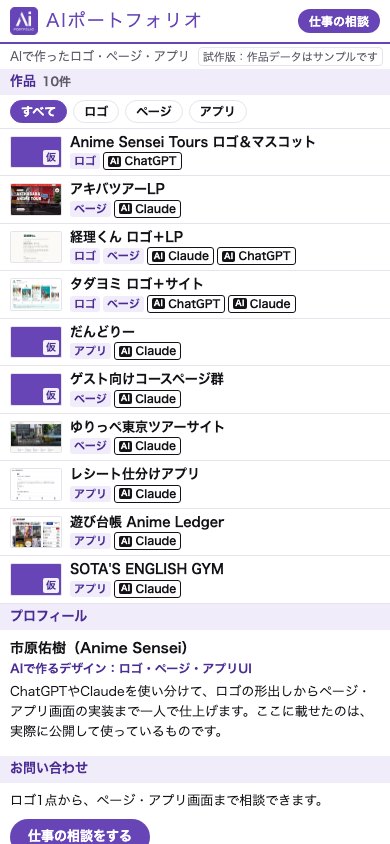 Ai
PORTFOLIO
AIポートフォリオ
仕事の相談
AIで作ったロゴ・ページ・アプリ
試作版：作品データはサンプルです
作品 10件
すべて ロゴ ページ アプリ
仮
Anime Sensei Tours ロゴ＆マスコット
ロゴ AI ChatGPT
アキバツアーLP
ページ AI Claude
経理くん ロゴ＋LP
ロゴ ページ AI Claude AI ChatGPT
タダヨミ ロゴ＋サイト
ロゴ ページ AI ChatGPT AI Claude
仮
だんどりー
アプリ AI Claude
仮
ゲスト向けコースページ群
ページ AI Claude
ゆりっぺ東京ツアーサイト
ページ AI Claude
レシート仕分けアプリ
アプリ AI Claude
遊び台帳 Anime Ledger
アプリ AI Claude
仮
SOTA'S ENGLISH GYM
アプリ AI Claude
プロフィール
市原佑樹（Anime Sensei）
AIで作るデザイン：ロゴ・ページ・アプリUI
ChatGPTやClaudeを使い分けて、ロゴの形出しからページ・
アプリ画面の実装まで一人で仕上げます。ここに載せたのは、
実際に公開して使っているものです。
お問い合わせ
ロゴ1点から、ページ・アプリ画面まで相談できます。
仕事の相談をする